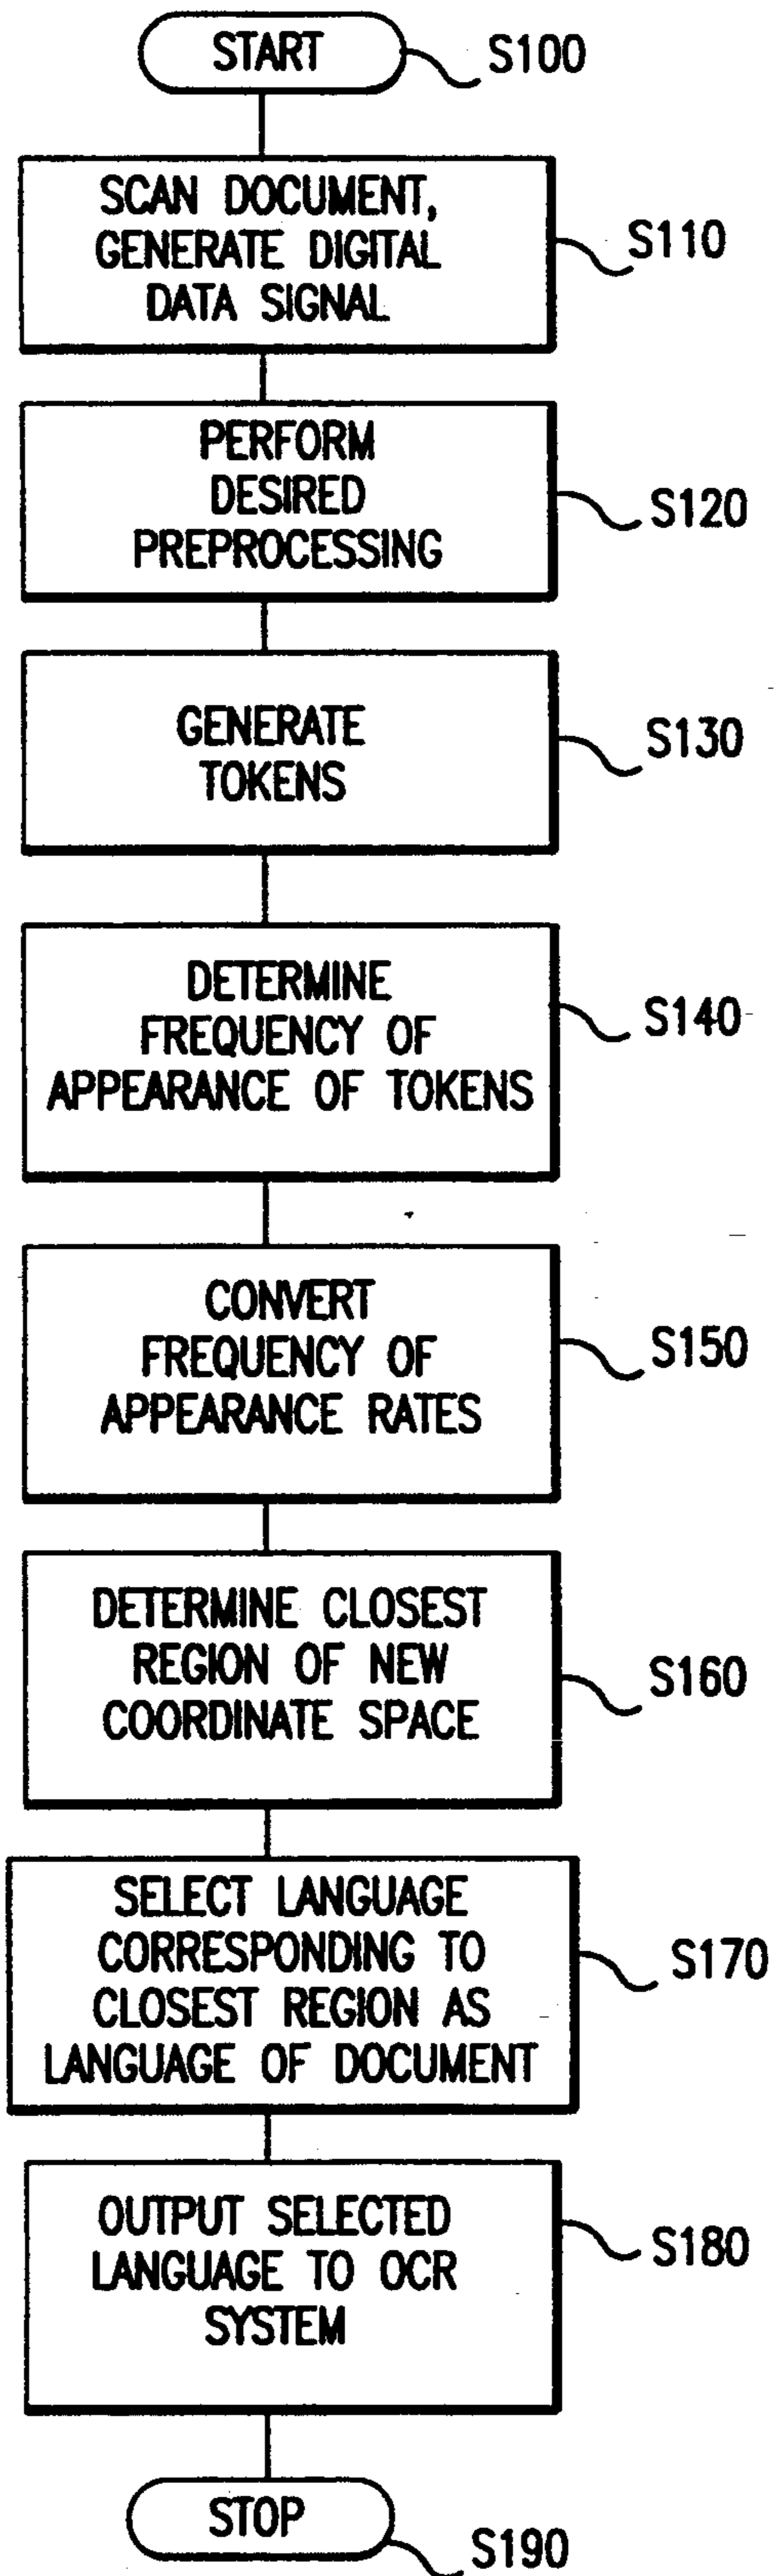 START
S100
SCAN DOCUMENT,
GENERATE DIGITAL
DATA SIGNAL
S110
PERFORM
DESIRED
PREPROCESSING
S120
GENERATE
TOKENS
S130
DETERMINE
FREQUENCY OF
APPEARANCE OF TOKENS
S140
CONVERT
FREQUENCY OF
APPEARANCE RATES
S150
DETERMINE CLOSEST
REGION OF NEW
COORDINATE SPACE
S160
SELECT LANGUAGE
CORRESPONDING TO
CLOSEST REGION AS
LANGUAGE OF DOCUMENT
S170
OUTPUT SELECTED
LANGUAGE TO OCR
SYSTEM
S180
STOP
S190